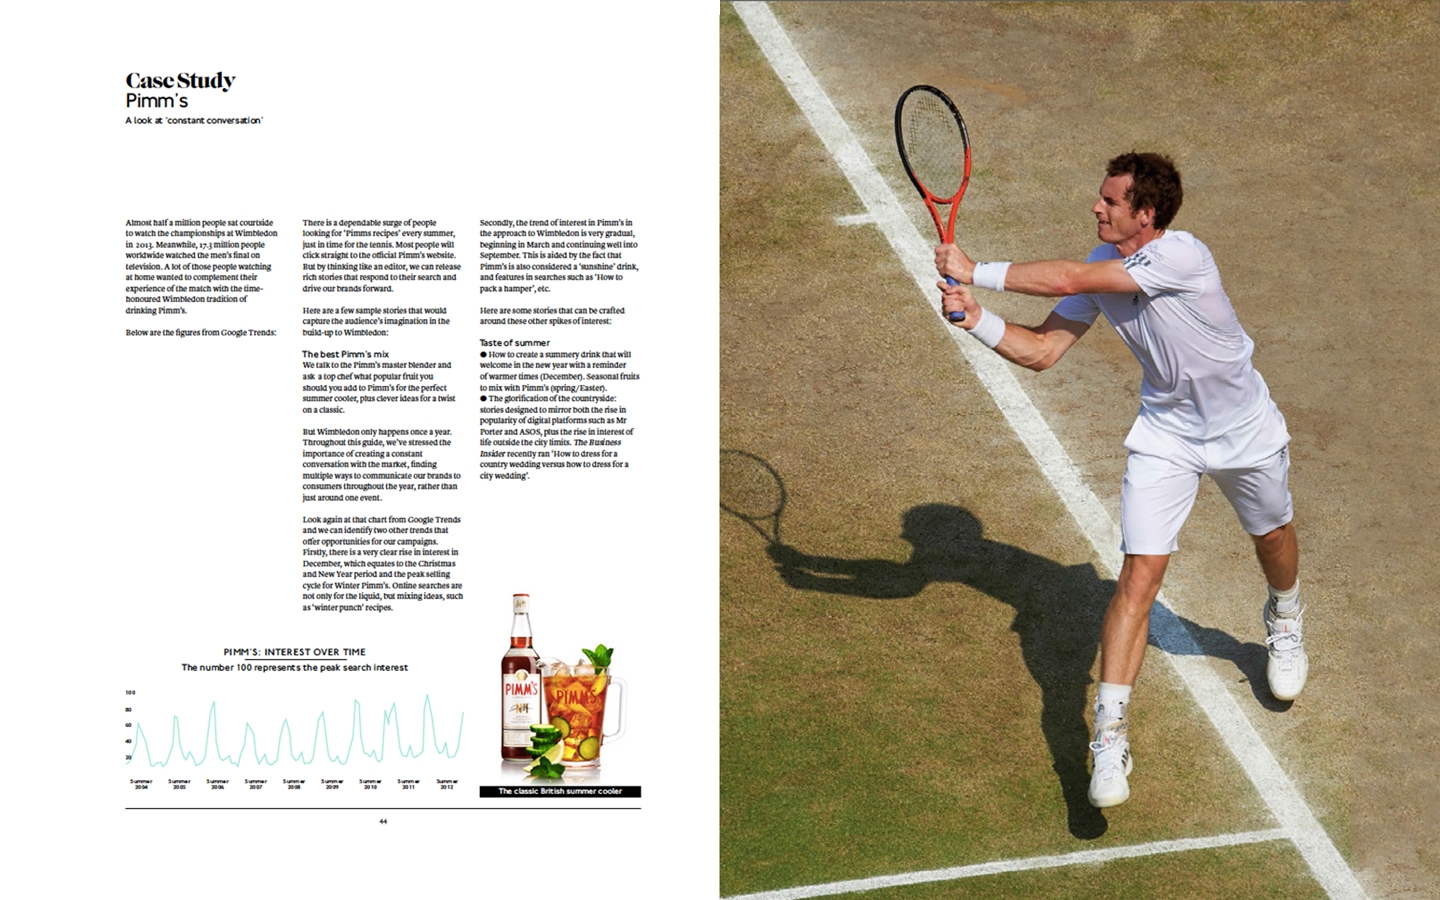 Case Study
Pimm's
A look at 'constant conversation'
Almost half a million people sat courtside
to watch the championships at Wimbledon
in 2013. Meanwhile, 17.3 million people
worldwide watched the men's final on
television. A lot of those people watching
at home wanted to complement their
experience of the match with the time-
honoured Wimbledon tradition of
drinking Pimm's.
Below are the figures from Google Trends:
There is a dependable surge of people
looking for 'Pimms recipes' every summer,
just in time for the tennis. Most people will
click straight to the official Pimm's website.
But by thinking like an editor, we can release
rich stories that respond to their search and
drive our brands forward.
Here are a few sample stories that would
capture the audience's imagination in the
build-up to Wimbledon:
The best Pimm's mix
We talk to the Pimm's master blender and
ask a top chef what popular fruit you
should you add to Pimm's for the perfect
summer cooler, plus clever ideas for a twist
on a classic.
But Wimbledon only happens once a year.
Throughout this guide, we've stressed the
importance of creating a constant
conversation with the market, finding
multiple ways to communicate our brands to
consumers throughout the year, rather than
just around one event.
Look again at that chart from Google Trends
and we can identify two other trends that
offer opportunities for our campaigns.
Firstly, there is a very clear rise in interest in
December, which equates to the Christmas
and New Year period and the peak selling
cycle for Winter Pimm's. Online searches are
not only for the liquid, but mixing ideas, such
as 'winter punch' recipes.
Secondly, the trend of interest in Pimm's in
the approach to Wimbledon is very gradual,
beginning in March and continuing well into
September. This is aided by the fact that
Pimm's is also considered a 'sunshine' drink,
and features in searches such as 'How to
pack a hamper', etc.
Here are some stories that can be crafted
around these other spikes of interest:
Taste of summer
● How to create a summery drink that will
welcome in the new year with a reminder
of warmer times (December). Seasonal fruits
to mix with Pimm's (spring/Easter).
● The glorification of the countryside:
stories designed to mirror both the rise in
popularity of digital platforms such as Mr
Porter and ASOS, plus the rise in interest of
life outside the city limits. The Business
Insider recently ran 'How to dress for a
country wedding versus how to dress for a
city wedding'.
PIMM'S: INTEREST OVER TIME
The number 100 represents the peak search interest
100
80
60
40
20
Summer 2004
Summer 2005
Summer 2006
Summer 2007
Summer 2008
Summer 2009
Summer 2010
Summer 2011
Summer 2012
PIMM'S
Nº1
PIMM'S
The classic British summer cooler
44